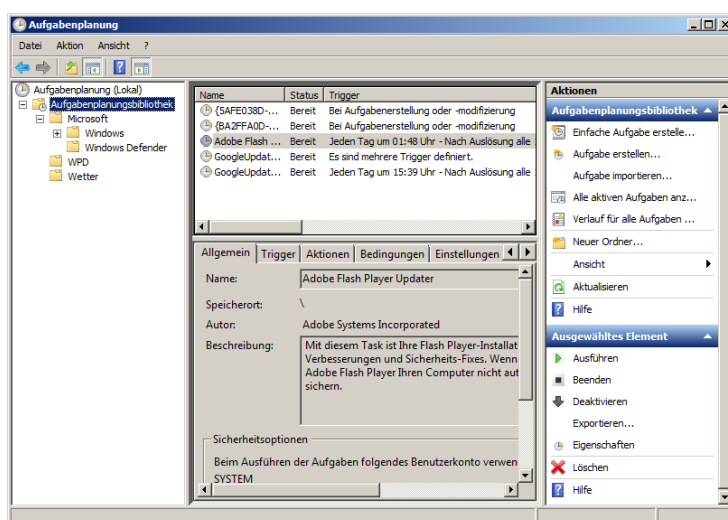 Aufgabenplanung
Datei Aktion Ansicht ?
Aufgabenplanung (Lokal)
Aufgabenplanungsbibliothek
Microsoft
Windows
Windows Defender
WPD
Wetter
Name Status Trigger
{5AFE038D-... Bereit Bei Aufgabenerstellung oder -modifizierung
{BA2FFA0D-... Bereit Bei Aufgabenerstellung oder -modifizierung
Adobe Flash ... Bereit Jeden Tag um 01:48 Uhr - Nach Auslösung alle
GoogleUpdat... Bereit Es sind mehrere Trigger definiert.
GoogleUpdat... Bereit Jeden Tag um 15:39 Uhr - Nach Auslösung alle
Allgemein Trigger Aktionen Bedingungen Einstellungen
Name: Adobe Flash Player Updater
Speicherort: \
Autor: Adobe Systems Incorporated
Beschreibung: Mit diesem Task ist Ihre Flash Player-Installat
Verbesserungen und Sicherheits-Fixes. Wenn
Adobe Flash Player Ihren Computer nicht aut
sichern.
Sicherheitsoptionen
Beim Ausführen der Aufgaben folgendes Benutzerkonto verwen
SYSTEM
Aktionen
Aufgabenplanungsbibliothek
Einfache Aufgabe erstelle...
Aufgabe erstellen...
Aufgabe importieren...
Alle aktiven Aufgaben anz...
Verlauf für alle Aufgaben ...
Neuer Ordner...
Ansicht
Aktualisieren
Hilfe
Ausgewähltes Element
Ausführen
Beenden
Deaktivieren
Exportieren...
Eigenschaften
Löschen
Hilfe